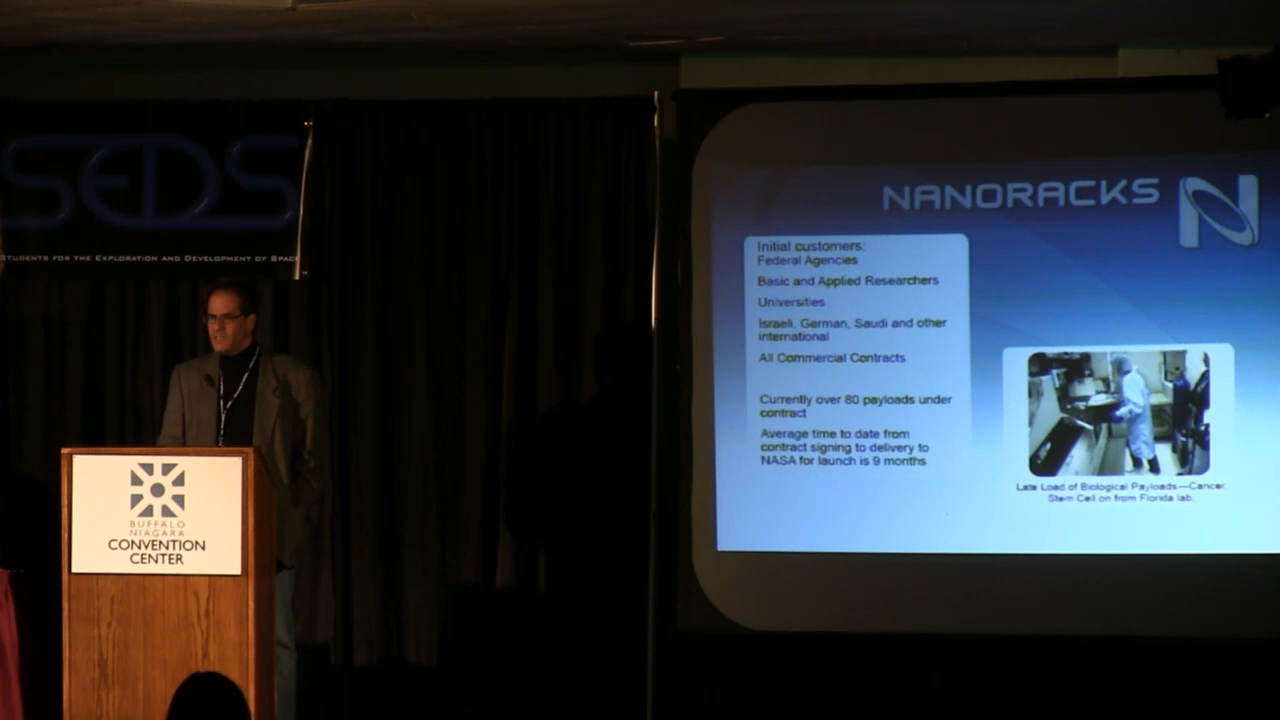 SEDS
STUDENTS FOR THE EXPLORATION AND DEVELOPMENT OF SPACE
BUFFALO
NIAGARA
CONVENTION
CENTER
NANORACKS
Initial customers:
Federal Agencies
Basic and Applied Researchers
Universities
Israeli, German, Saudi and other
international
All Commercial Contracts
Currently over 80 payloads under
contract
Average time to date from
contract signing to delivery to
NASA for launch is 9 months
Late Load of Biological Payloads—Cancer,
Stem Cell on from Florida lab.